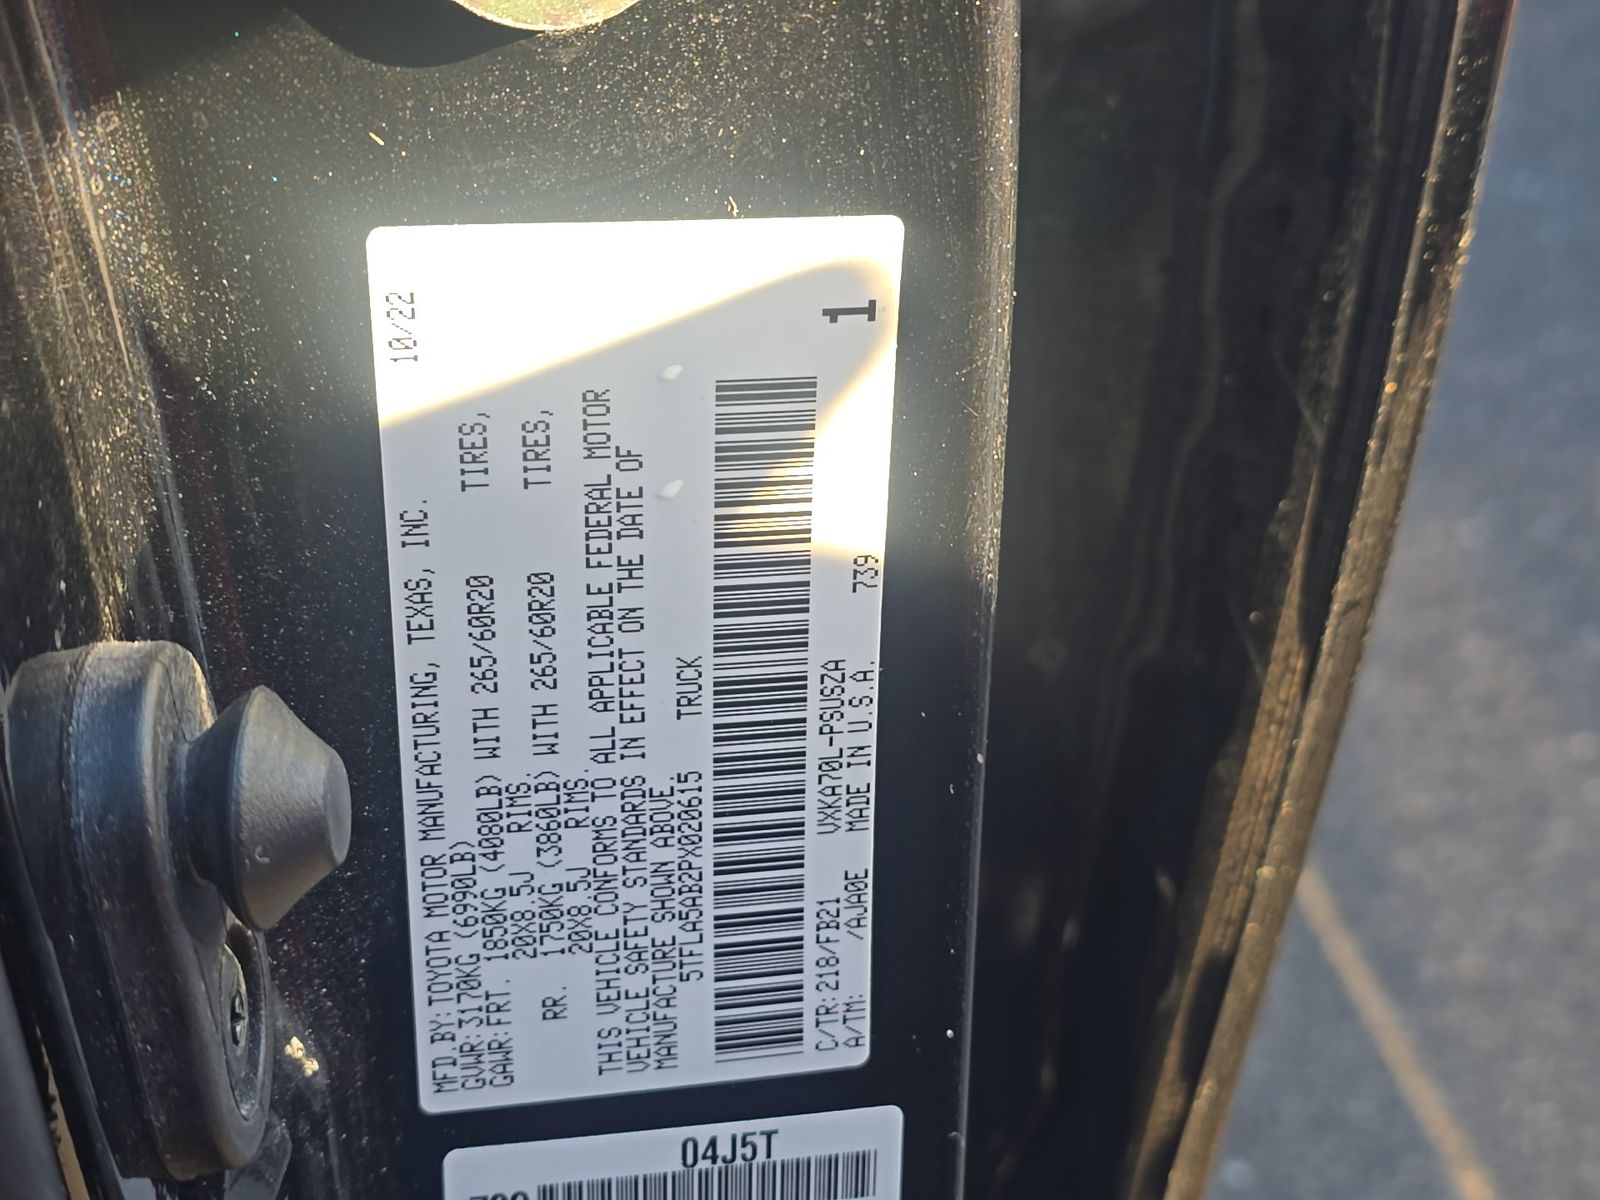 MFD.BY: TOYOTA MOTOR MANUFACTURING, TEXAS, INC. 10/22
GVWR: 3170KG (6990LB)
GAWR: FRT. 1850KG (4080LB) WITH 265/60R20 TIRES,
20X8.5J RIMS.
RR. 1750KG (3860LB) WITH 265/60R20 TIRES,
20X8.5J RIMS.
THIS VEHICLE CONFORMS TO ALL APPLICABLE FEDERAL MOTOR
VEHICLE SAFETY STANDARDS IN EFFECT ON THE DATE OF
MANUFACTURE SHOWN ABOVE.
5TFLA5AB2PX020615 TRUCK
C/TR: 218/FB21 VXKA70L-PSUSZA 739 1
A/TM: /AJA0E MADE IN U.S.A.
04J5T